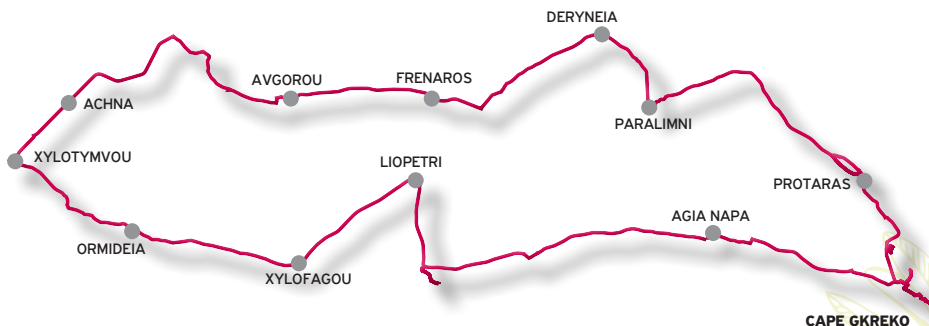 DERYNEIA
AVGOROU
FRENAROS
ACHNA
PARALIMNI
XYLOTYMVOU
LIOPETRI
PROTARAS
AGIA NAPA
ORMIDEIA
XYLOFAGOU
CAPE GKREKO